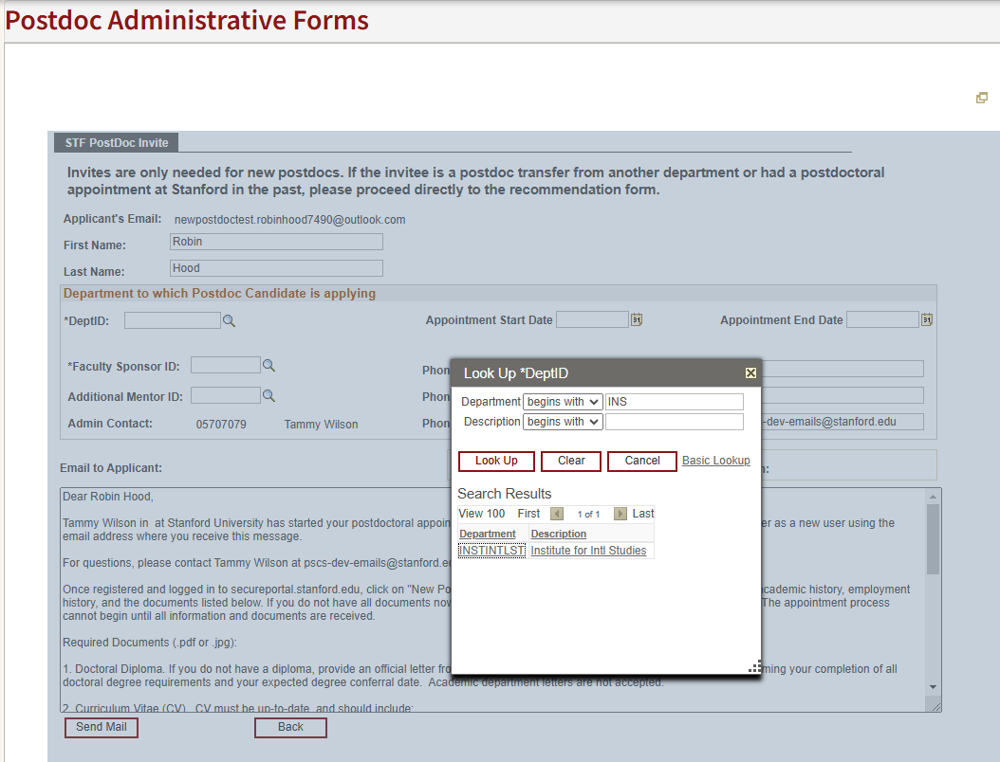 Postdoc Administrative Forms
STF PostDoc Invite
Invites are only needed for new postdocs. If the invitee is a postdoc transfer from another department or had a postdoctoral
appointment at Stanford in the past, please proceed directly to the recommendation form.
Applicant's Email: newpostdoctest.robinhood7490@outlook.com
First Name: Robin
Last Name: Hood
Department to which Postdoc Candidate is applying
*DeptID: Appointment Start Date 31 Appointment End Date 31
*Faculty Sponsor ID: Phon
Additional Mentor ID: Phon
Admin Contact: 05707079 Tammy Wilson Phon -dev-emails@stanford.edu
Email to Applicant: n:
Dear Robin Hood,
Tammy Wilson in at Stanford University has started your postdoctoral appoin er as a new user using the
email address where you receive this message.
For questions, please contact Tammy Wilson at pscs-dev-emails@stanford.e
Once registered and logged in to secureportal.stanford.edu, click on "New Po academic history, employment
history, and the documents listed below. If you do not have all documents now The appointment process
cannot begin until all information and documents are received.
Required Documents (.pdf or .jpg):
1. Doctoral Diploma. If you do not have a diploma, provide an official letter fro ming your completion of all
doctoral degree requirements and your expected degree conferral date. Academic department letters are not accepted.
2. Curriculum Vitae (CV). CV must be up-to-date, and should include:
Send Mail Back
Look Up *DeptID
Department begins with INS
Description begins with
Look Up Clear Cancel Basic Lookup
Search Results
View 100 First 1 of 1 Last
Department Description
INSTINTLST Institute for Intl Studies